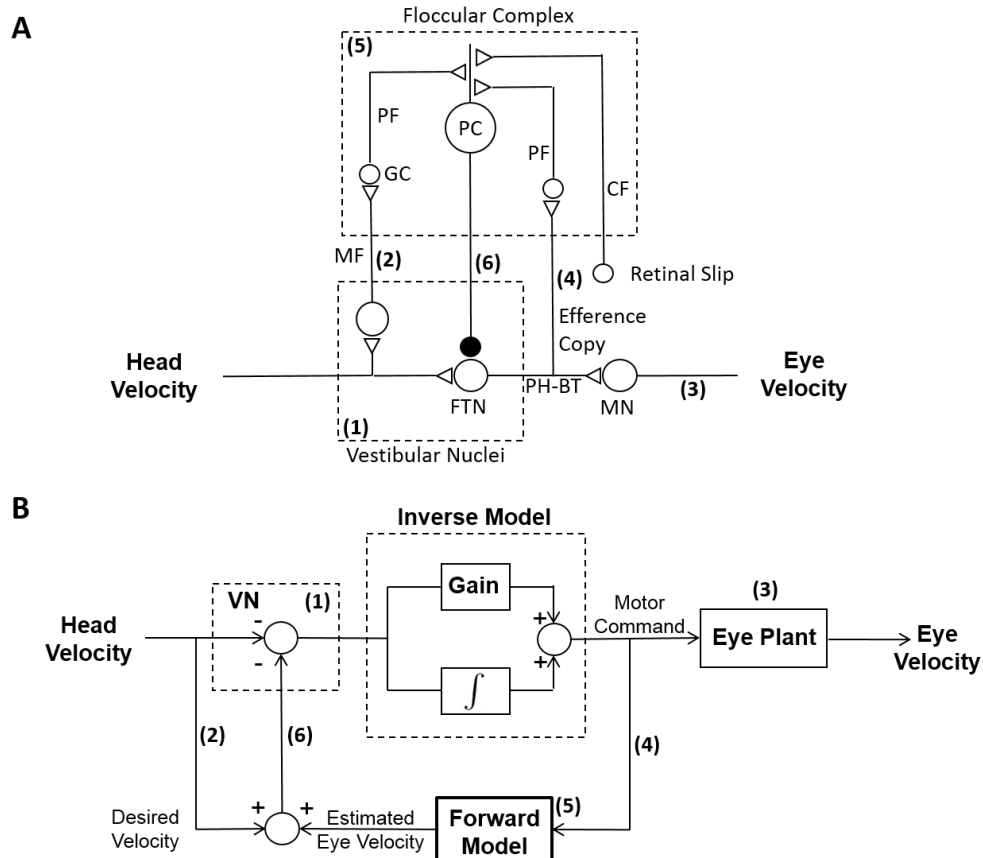 A
Floccular Complex
(5)
PF
PC
PF
GC
CF
MF
(2)
(6)
(4)
Retinal Slip
Efference
Copy
Head
Velocity
Eye
Velocity
PH-BT
FTN
MN
(3)
(1)
Vestibular Nuclei
B
Inverse Model
VN
(1)
Gain
Motor
Command
(3)
Head
Velocity
-
-
+
+
Eye Plant
Eye
Velocity
∫
(2)
(6)
(4)
Desired
Velocity
+
+
Estimated
Eye Velocity
Forward
Model
(5)